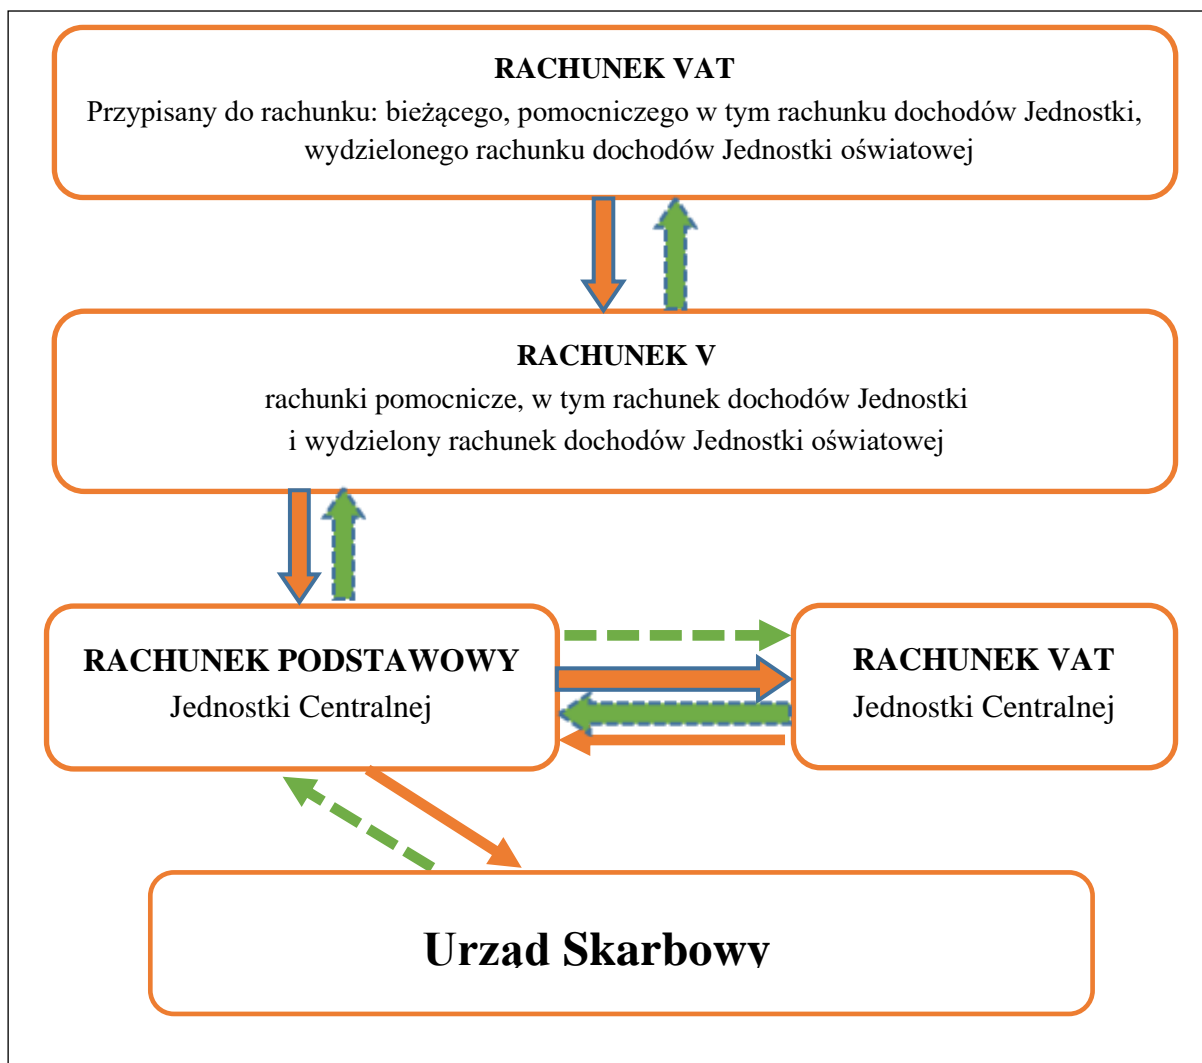 RACHUNEK VAT
Przypisany do rachunku: bieżącego, pomocniczego w tym rachunku dochodów Jednostki,
wydzielonego rachunku dochodów Jednostki oświatowej
RACHUNEK V
rachunki pomocnicze, w tym rachunek dochodów Jednostki
i wydzielony rachunek dochodów Jednostki oświatowej
RACHUNEK PODSTAWOWY
Jednostki Centralnej
RACHUNEK VAT
Jednostki Centralnej
Urząd Skarbowy